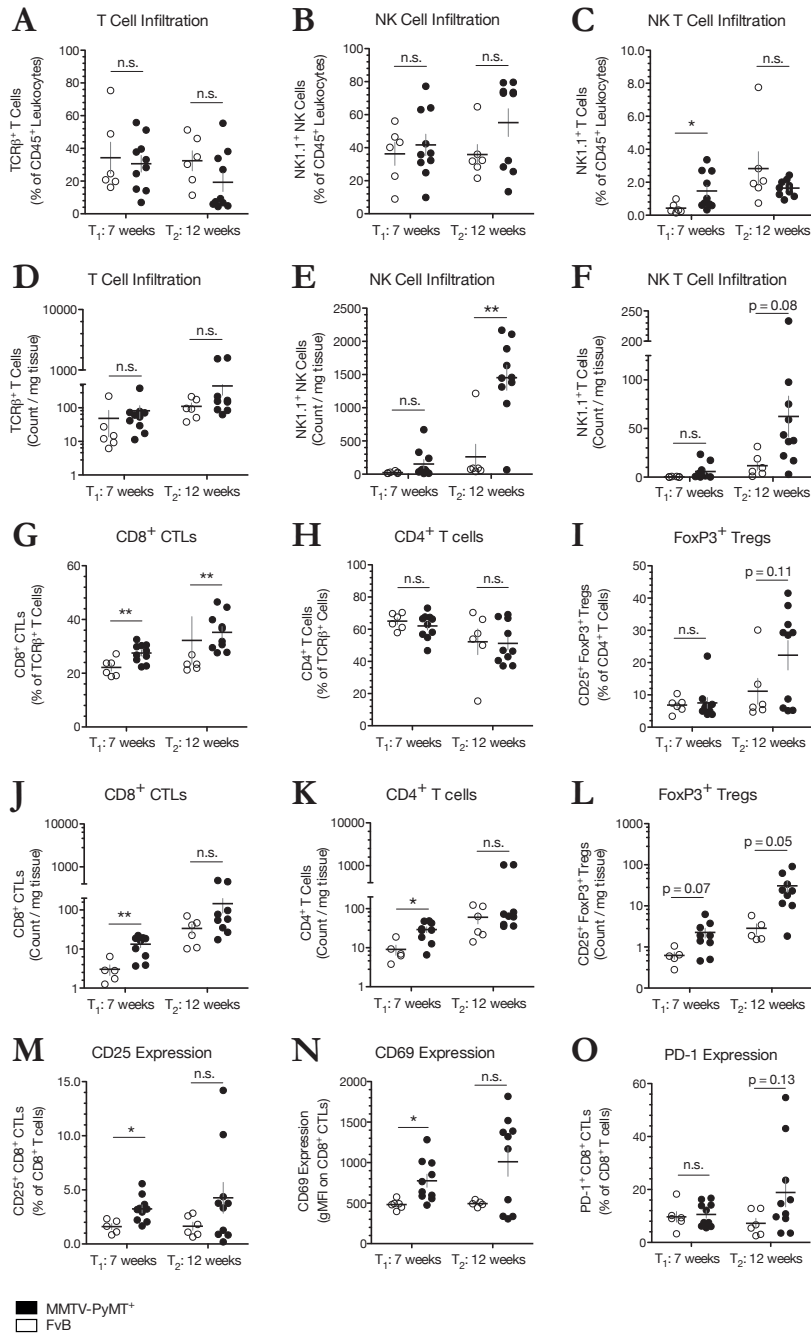 A T Cell Infiltration
TCRβ+ T Cells
(% of CD45+ Leukocytes)
100
80
60
40
20
0
n.s.
n.s.
T1: 7 weeks T2: 12 weeks
B NK Cell Infiltration
NK1.1+ NK Cells
(% of CD45+ Leukocytes)
100
80
60
40
20
0
n.s.
n.s.
T1: 7 weeks T2: 12 weeks
C NK T Cell Infiltration
NK1.1+ T Cells
(% of CD45+ Leukocytes)
10
8.0
6.0
4.0
2.0
0.0
*
n.s.
T1: 7 weeks T2: 12 weeks
D T Cell Infiltration
TCRβ+ T Cells
(Count / mg tissue)
10000
1000
100
10
1
n.s.
n.s.
T1: 7 weeks T2: 12 weeks
E NK Cell Infiltration
NK1.1+ NK Cells
(Count / mg tissue)
2500
2000
1500
1000
500
0
n.s.
**
T1: 7 weeks T2: 12 weeks
F NK T Cell Infiltration
NK1.1+ T Cells
(Count / mg tissue)
250
200
100
50
0
n.s.
p = 0.08
T1: 7 weeks T2: 12 weeks
G CD8+ CTLs
CD8+ CTLs
(% of TCRβ+ T Cells)
60
40
20
0
**
**
T1: 7 weeks T2: 12 weeks
H CD4+ T cells
CD4+ T Cells
(% of TCRβ+ Cells)
100
80
60
40
20
0
n.s.
n.s.
T1: 7 weeks T2: 12 weeks
I FoxP3+ Tregs
CD25+ FoxP3+Tregs
(% of CD4+ T Cells)
50
40
30
20
10
0
n.s.
p = 0.11
T1: 7 weeks T2: 12 weeks
J CD8+ CTLs
CD8+ CTLs
(Count / mg tissue)
10000
1000
100
10
1
**
n.s.
T1: 7 weeks T2: 12 weeks
K CD4+ T cells
CD4+ T Cells
(Count / mg tissue)
10000
1000
100
10
1
*
n.s.
T1: 7 weeks T2: 12 weeks
L FoxP3+ Tregs
CD25+ FoxP3+Tregs
(Count / mg tissue)
1000
100
10
1
0
p = 0.07
p = 0.05
T1: 7 weeks T2: 12 weeks
M CD25 Expression
CD25+ CD8+ CTLs
(% of CD8+ T cells)
15.0
10.0
5.0
0.0
*
n.s.
T1: 7 weeks T2: 12 weeks
N CD69 Expression
CD69 Expression
(gMFI on CD8+ CTLs)
2000
1500
1000
500
0
*
n.s.
T1: 7 weeks T2: 12 weeks
O PD-1 Expression
PD-1+ CD8+ CTLs
(% of CD8+T cells)
60
40
20
0
n.s.
p = 0.13
T1: 7 weeks T2: 12 weeks
MMTV-PyMT+
FvB